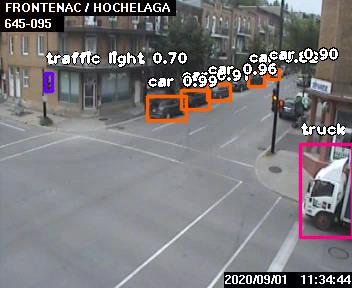 FRONTENAC / HOCHELAGA
645-095
traffic light 0.70
car 0.90
car 0.99
car 0.96
truck
2020/09/01 11:34:44